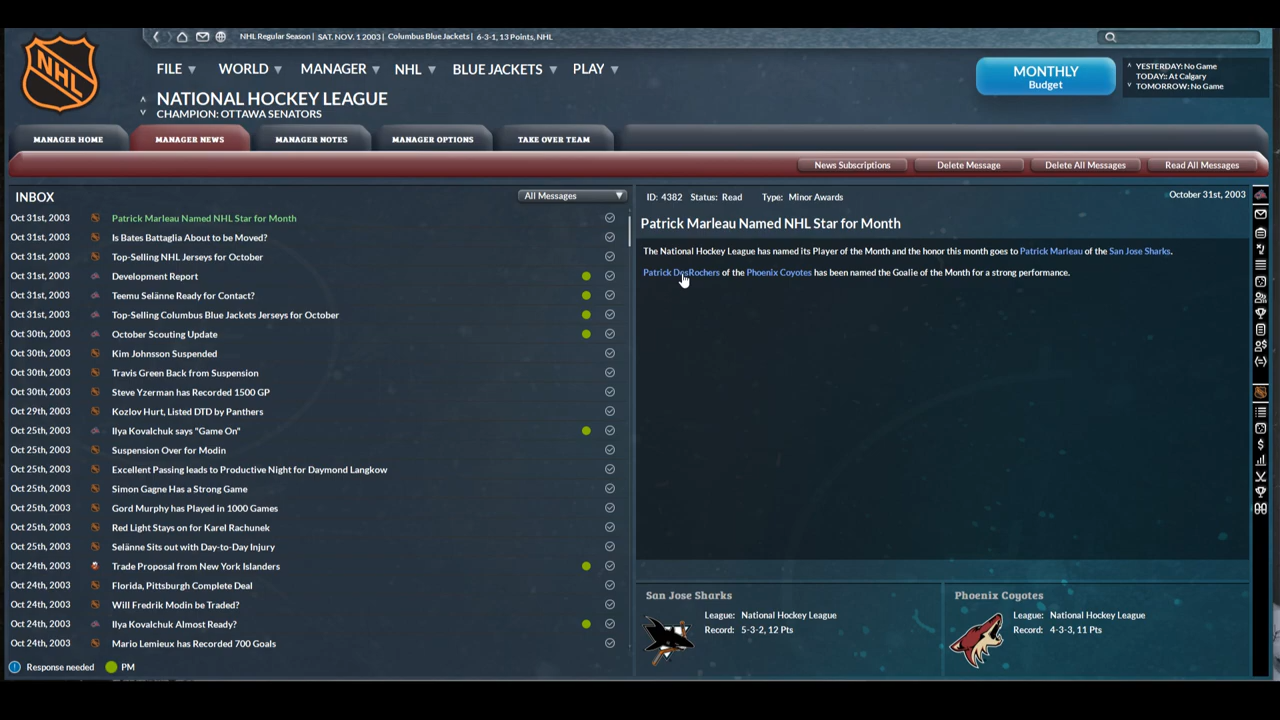 NHL Regular Season | SAT. NOV. 1 2003 | Columbus Blue Jackets | 6-3-1, 13 Points, NHL
NHL
FILE WORLD MANAGER NHL BLUE JACKETS PLAY
NATIONAL HOCKEY LEAGUE
CHAMPION: OTTAWA SENATORS
MONTHLY
Budget
YESTERDAY: No Game
TODAY:: At Calgary
TOMORROW: No Game
MANAGER HOME MANAGER NEWS MANAGER NOTES MANAGER OPTIONS TAKE OVER TEAM
News Subscriptions Delete Message Delete All Messages Read All Messages
INBOX All Messages
Oct 31st, 2003 Patrick Marleau Named NHL Star for Month
Oct 31st, 2003 Is Bates Battaglia About to be Moved?
Oct 31st, 2003 Top-Selling NHL Jerseys for October
Oct 31st, 2003 Development Report
Oct 31st, 2003 Teemu Selänne Ready for Contact?
Oct 31st, 2003 Top-Selling Columbus Blue Jackets Jerseys for October
Oct 30th, 2003 October Scouting Update
Oct 30th, 2003 Kim Johnsson Suspended
Oct 30th, 2003 Travis Green Back from Suspension
Oct 30th, 2003 Steve Yzerman has Recorded 1500 GP
Oct 29th, 2003 Kozlov Hurt, Listed DTD by Panthers
Oct 25th, 2003 Ilya Kovalchuk says "Game On"
Oct 25th, 2003 Suspension Over for Modin
Oct 25th, 2003 Excellent Passing leads to Productive Night for Daymond Langkow
Oct 25th, 2003 Simon Gagne Has a Strong Game
Oct 25th, 2003 Gord Murphy has Played in 1000 Games
Oct 25th, 2003 Red Light Stays on for Karel Rachunek
Oct 25th, 2003 Selänne Sits out with Day-to-Day Injury
Oct 24th, 2003 Trade Proposal from New York Islanders
Oct 24th, 2003 Florida, Pittsburgh Complete Deal
Oct 24th, 2003 Will Fredrik Modin be Traded?
Oct 24th, 2003 Ilya Kovalchuk Almost Ready?
Oct 24th, 2003 Mario Lemieux has Recorded 700 Goals
Response needed PM
ID: 4382 Status: Read Type: Minor Awards October 31st, 2003
Patrick Marleau Named NHL Star for Month
The National Hockey League has named its Player of the Month and the honor this month goes to Patrick Marleau of the San Jose Sharks.
Patrick DesRochers of the Phoenix Coyotes has been named the Goalie of the Month for a strong performance.
San Jose Sharks
League: National Hockey League
Record: 5-3-2, 12 Pts
Phoenix Coyotes
League: National Hockey League
Record: 4-3-3, 11 Pts